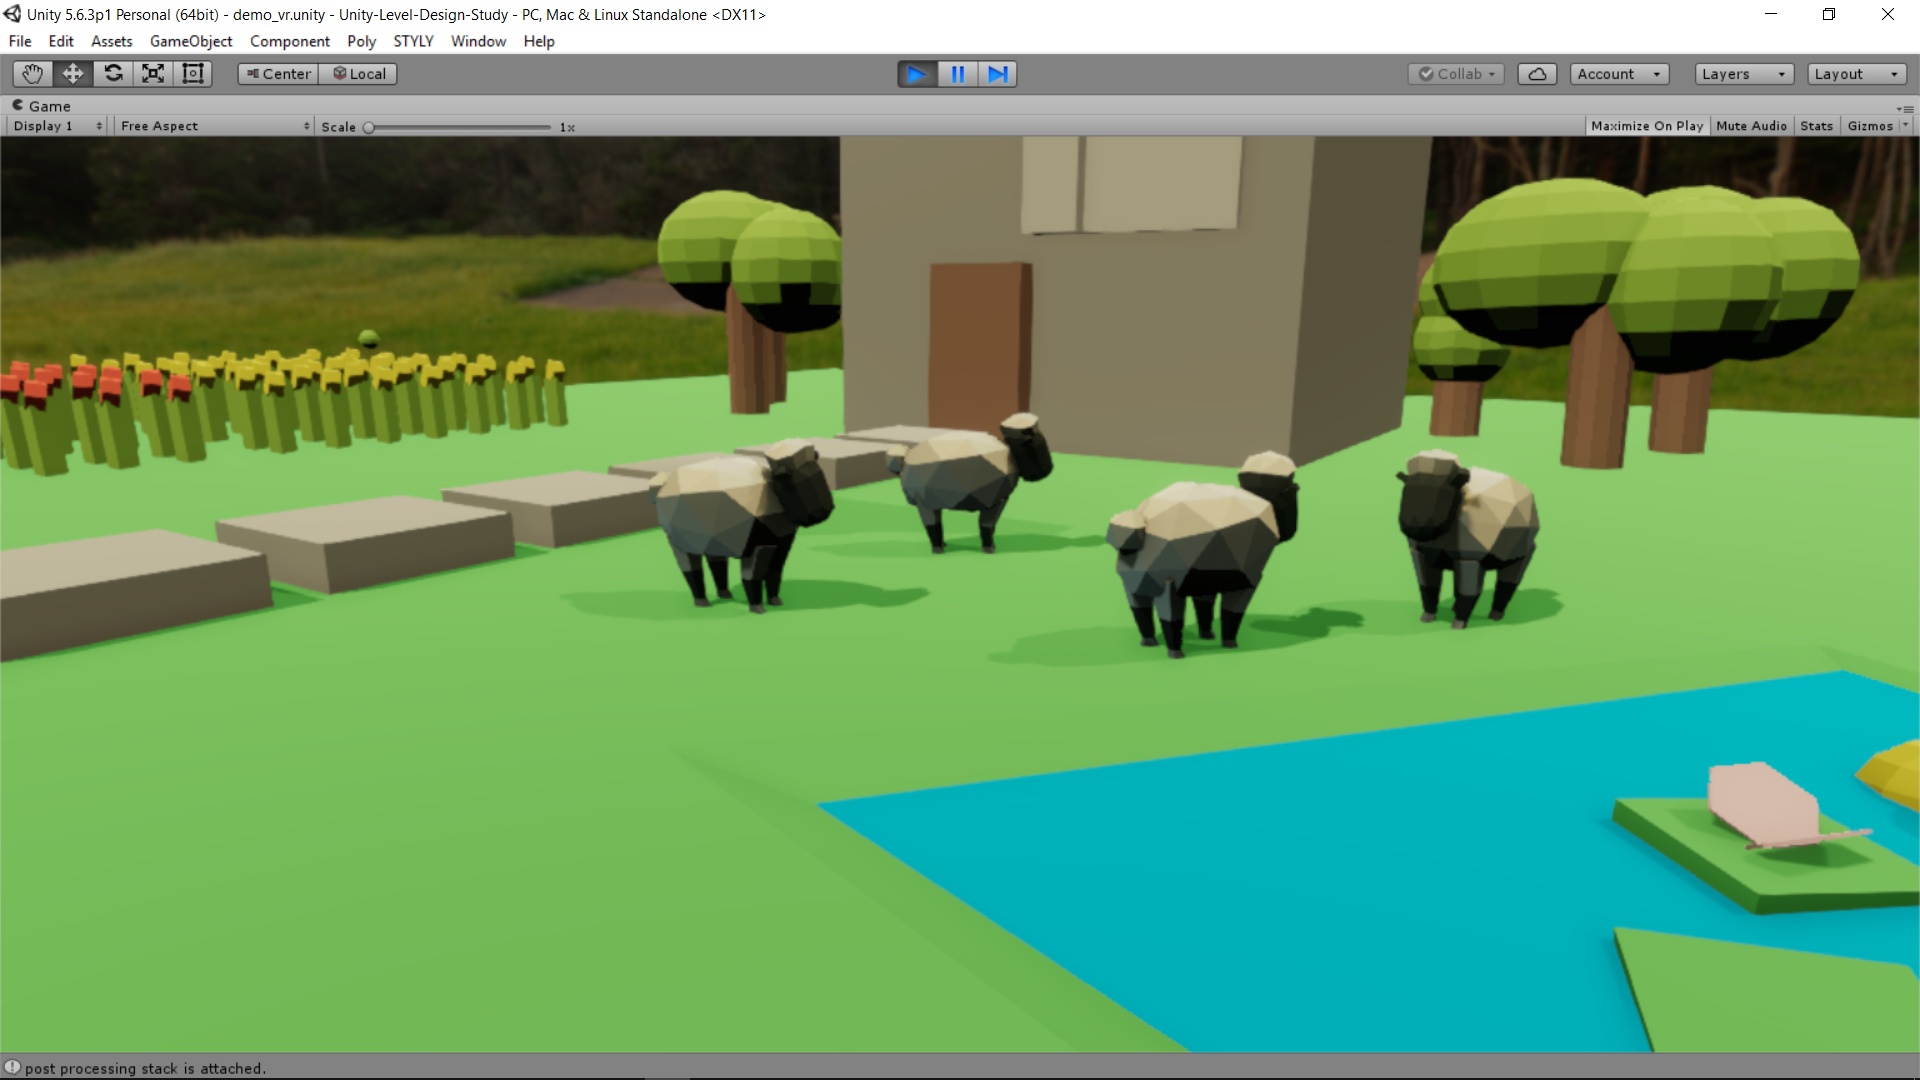 Unity 5.6.3p1 Personal (64bit) - demo_vr.unity - Unity-Level-Design-Study - PC, Mac & Linux Standalone <DX11>
File Edit Assets GameObject Component Poly STYLY Window Help
Center Local Collab Account Layers Layout
Game
Display 1 Free Aspect Scale 1x Maximize On Play Mute Audio Stats Gizmos
post processing stack is attached.